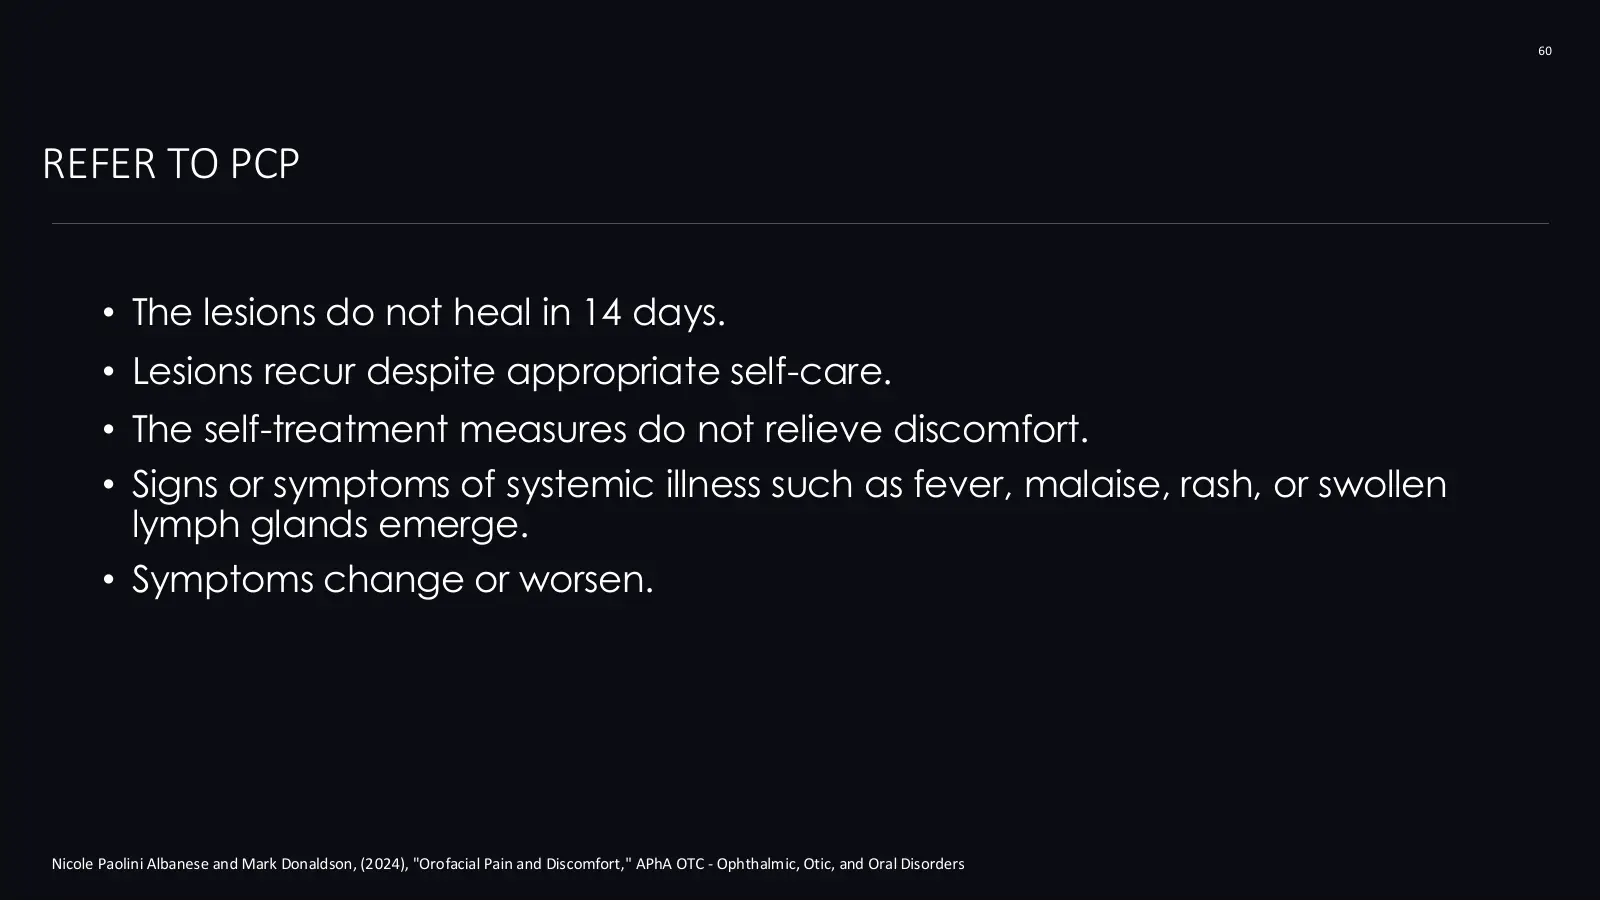 60
REFER TO PCP
• The lesions do not heal in 14 days.
• Lesions recur despite appropriate self-care.
• The self-treatment measures do not relieve discomfort.
• Signs or symptoms of systemic illness such as fever, malaise, rash, or swollen
lymph glands emerge.
• Symptoms change or worsen.
Nicole Paolini Albanese and Mark Donaldson, (2024), "Orofacial Pain and Discomfort," APhA OTC - Ophthalmic, Otic, and Oral Disorders